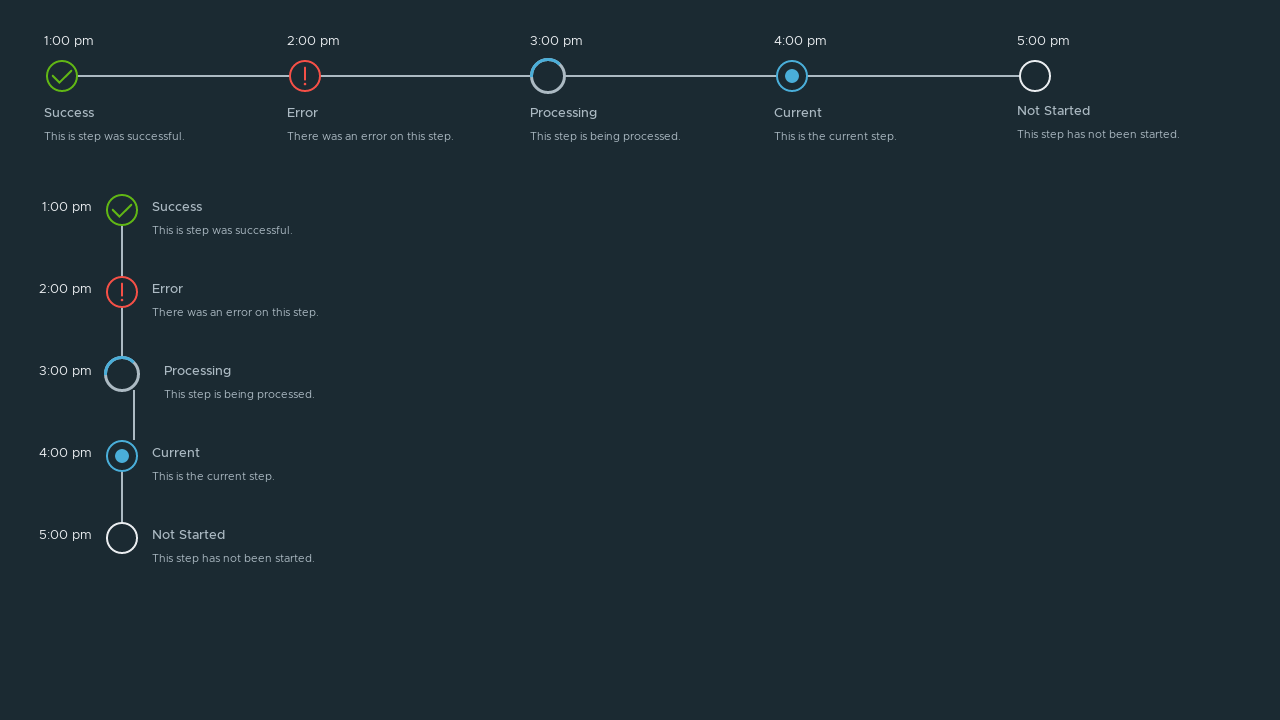 1:00 pm
2:00 pm
3:00 pm
4:00 pm
5:00 pm
Success
Error
Processing
Current
Not Started
This is step was successful.
There was an error on this step.
This step is being processed.
This is the current step.
This step has not been started.
1:00 pm
Success
This is step was successful.
2:00 pm
Error
There was an error on this step.
3:00 pm
Processing
This step is being processed.
4:00 pm
Current
This is the current step.
5:00 pm
Not Started
This step has not been started.